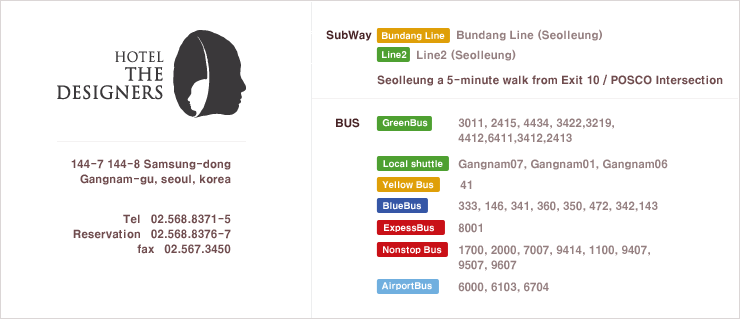 HOTEL
THE
DESIGNERS
144-7 144-8 Samsung-dong
Gangnam-gu, seoul, korea
Tel 02.568.8371-5
Reservation 02.568.8376-7
fax 02.567.3450
SubWay Bundang Line Bundang Line (Seolleung)
Line2 Line2 (Seolleung)
Seolleung a 5-minute walk from Exit 10 / POSCO Intersection
BUS GreenBus 3011, 2415, 4434, 3422,3219,
4412,6411,3412,2413
Local shuttle Gangnam07, Gangnam01, Gangnam06
Yellow Bus 41
BlueBus 333, 146, 341, 360, 350, 472, 342,143
ExpessBus 8001
Nonstop Bus 1700, 2000, 7007, 9414, 1100, 9407,
9507, 9607
AirportBus 6000, 6103, 6704